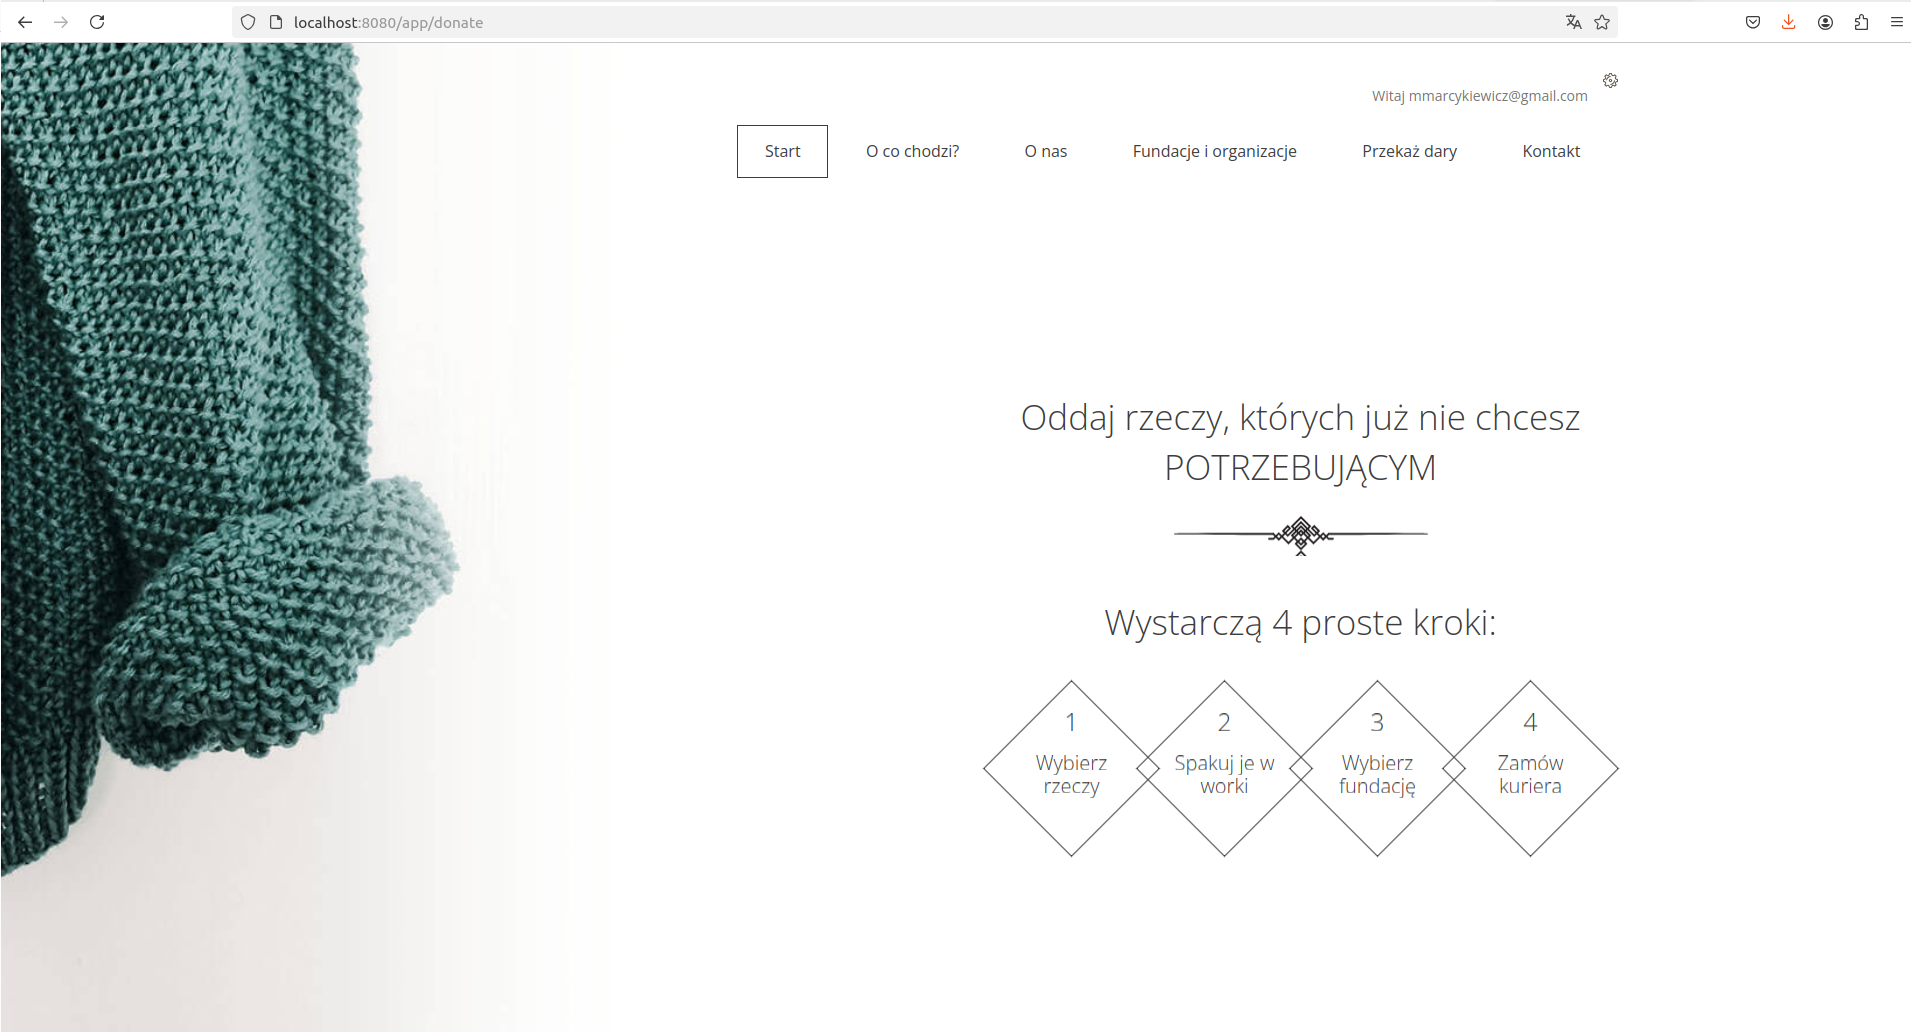 localhost:8080/app/donate
Witaj mmarcykiewicz@gmail.com
Start O co chodzi? O nas Fundacje i organizacje Przekaż dary Kontakt
Oddaj rzeczy, których już nie chcesz
POTRZEBUJĄCYM
Wystarczą 4 proste kroki:
1
Wybierz
rzeczy
2
Spakuj je w
worki
3
Wybierz
fundację
4
Zamów
kuriera